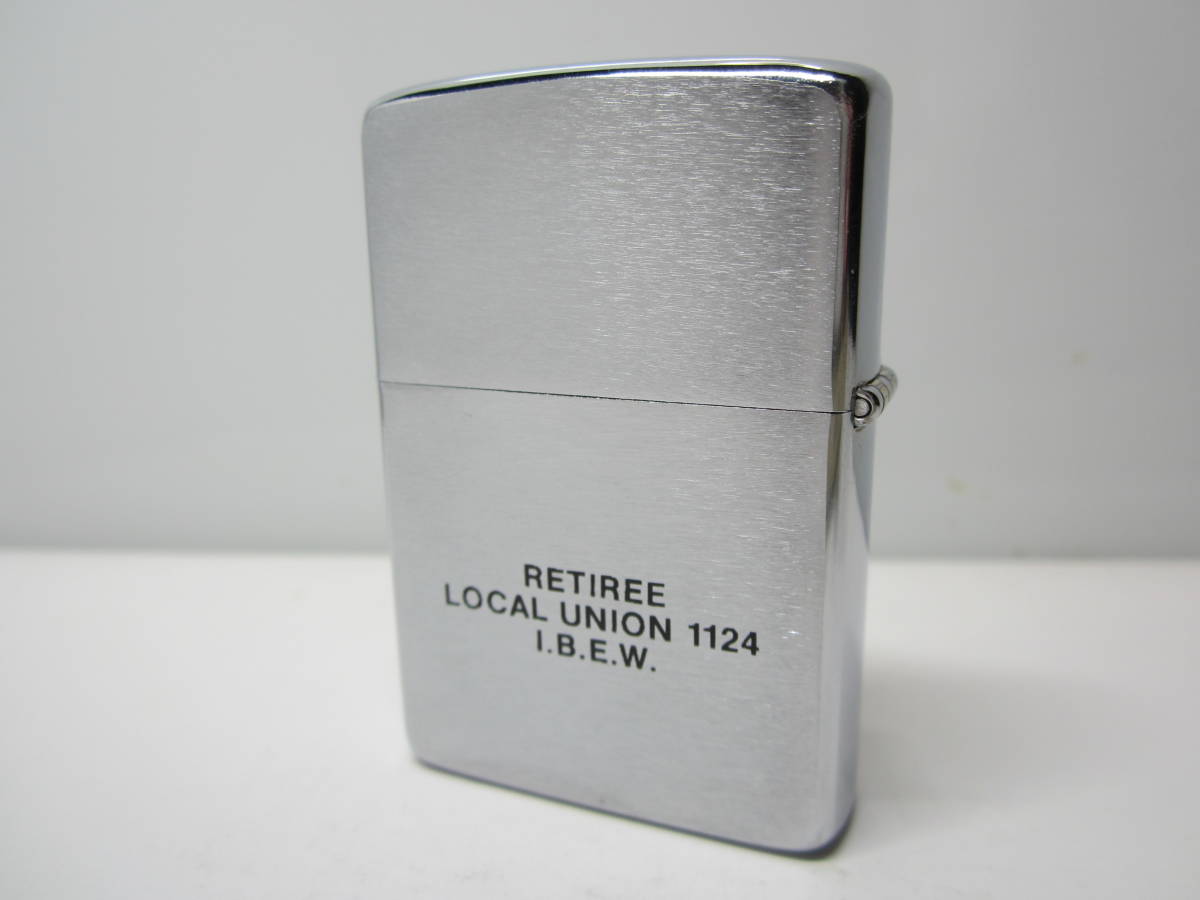 RETIREE
LOCAL UNION 1124
I.B.E.W.